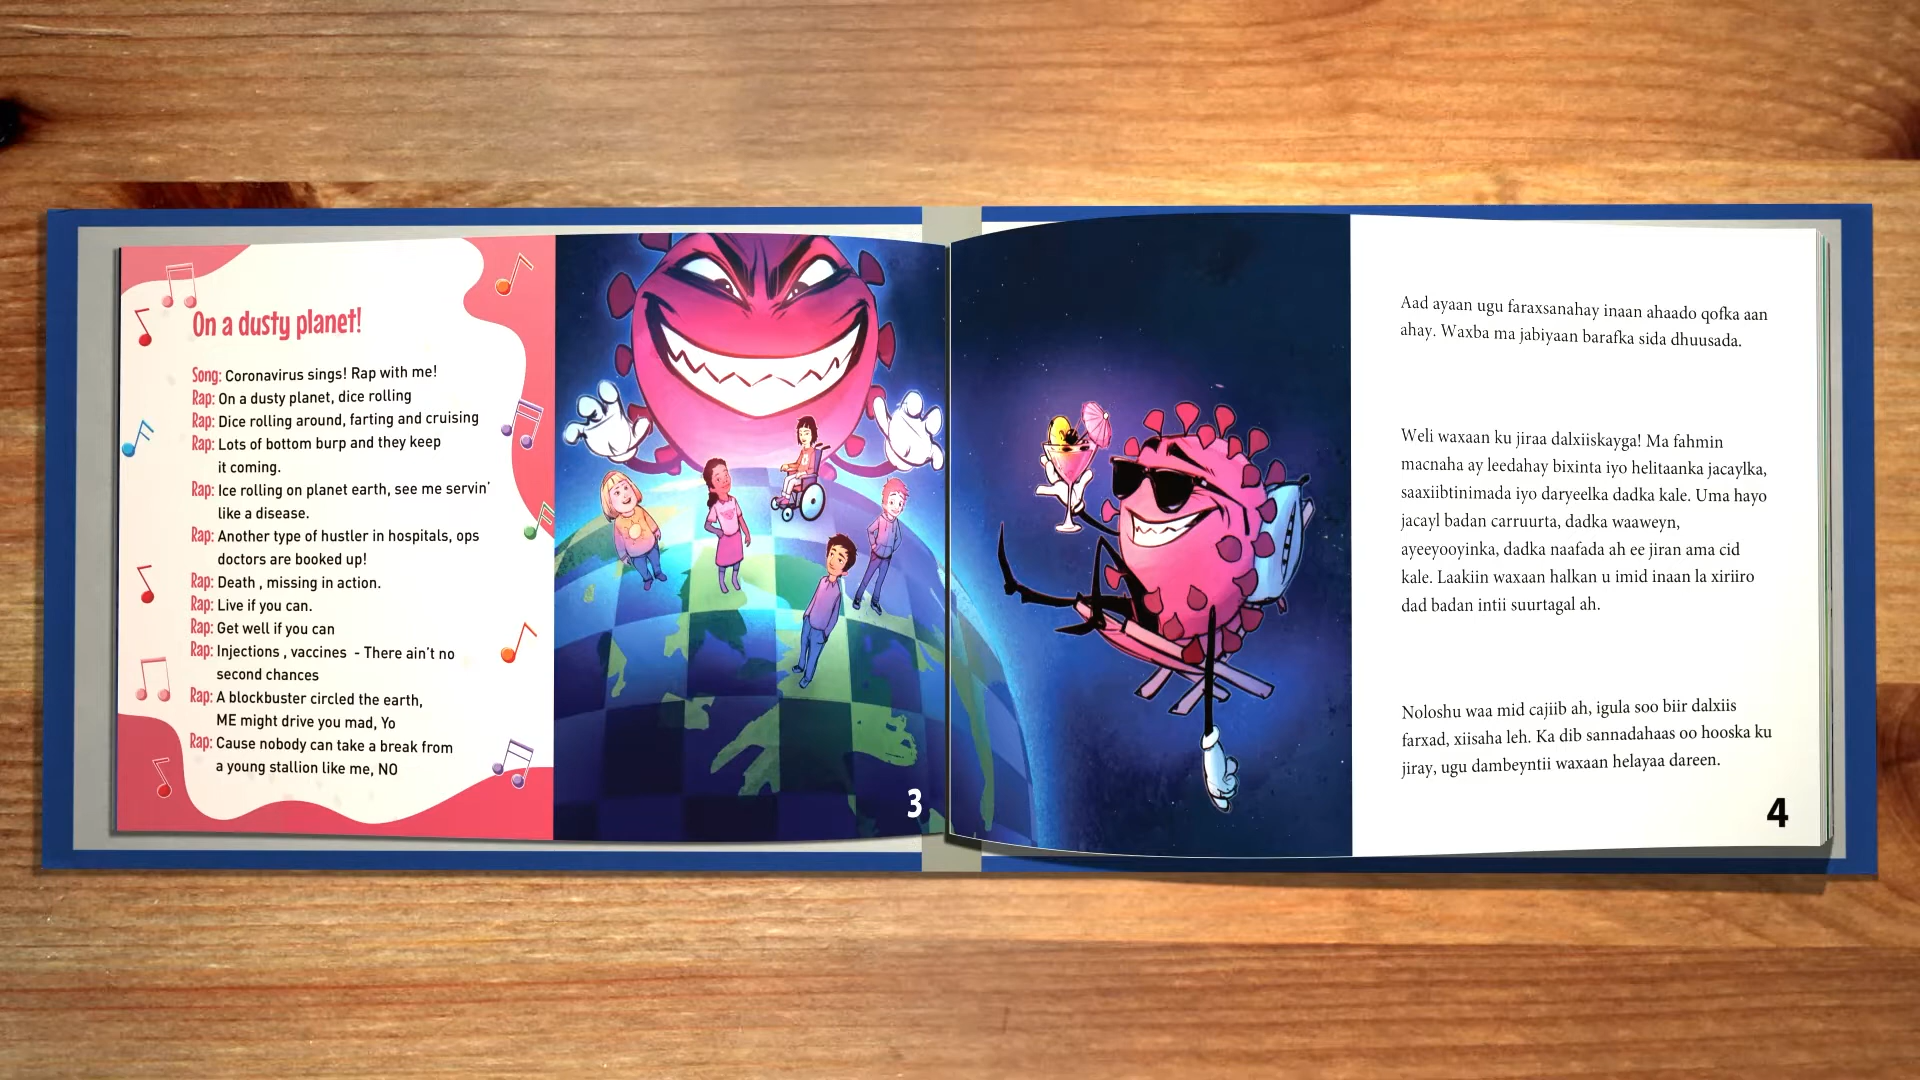 On a dusty planet!
Song: Coronavirus sings! Rap with me!
Rap: On a dusty planet, dice rolling
Rap: Dice rolling around, farting and cruising
Rap: Lots of bottom burp and they keep
it coming.
Rap: Ice rolling on planet earth, see me servin'
like a disease.
Rap: Another type of hustler in hospitals, ops
doctors are booked up!
Rap: Death , missing in action.
Rap: Live if you can.
Rap: Get well if you can
Rap: Injections , vaccines - There ain't no
second chances
Rap: A blockbuster circled the earth,
ME might drive you mad, Yo
Rap: Cause nobody can take a break from
a young stallion like me, NO
3
Aad ayaan ugu faraxsanahay inaan ahaado qofka aan
ahay. Waxba ma jabiyaan barafka sida dhuusada.
Weli waxaan ku jiraa dalxiiskayga! Ma fahmin
macnaha ay leedahay bixinta iyo helitaanka jacaylka,
saaxiibtinimada iyo daryeelka dadka kale. Uma hayo
jacayl badan carruurta, dadka waaweyn,
ayeeyooyinka, dadka naafada ah ee jiran ama cid
kale. Laakiin waxaan halkan u imid inaan la xiriiro
dad badan intii suurtagal ah.
Noloshu waa mid cajiib ah, igula soo biir dalxiis
farxad, xiisaha leh. Ka dib sannadahaas oo hooska ku
jiray, ugu dambeyntii waxaan helayaa dareen.
4